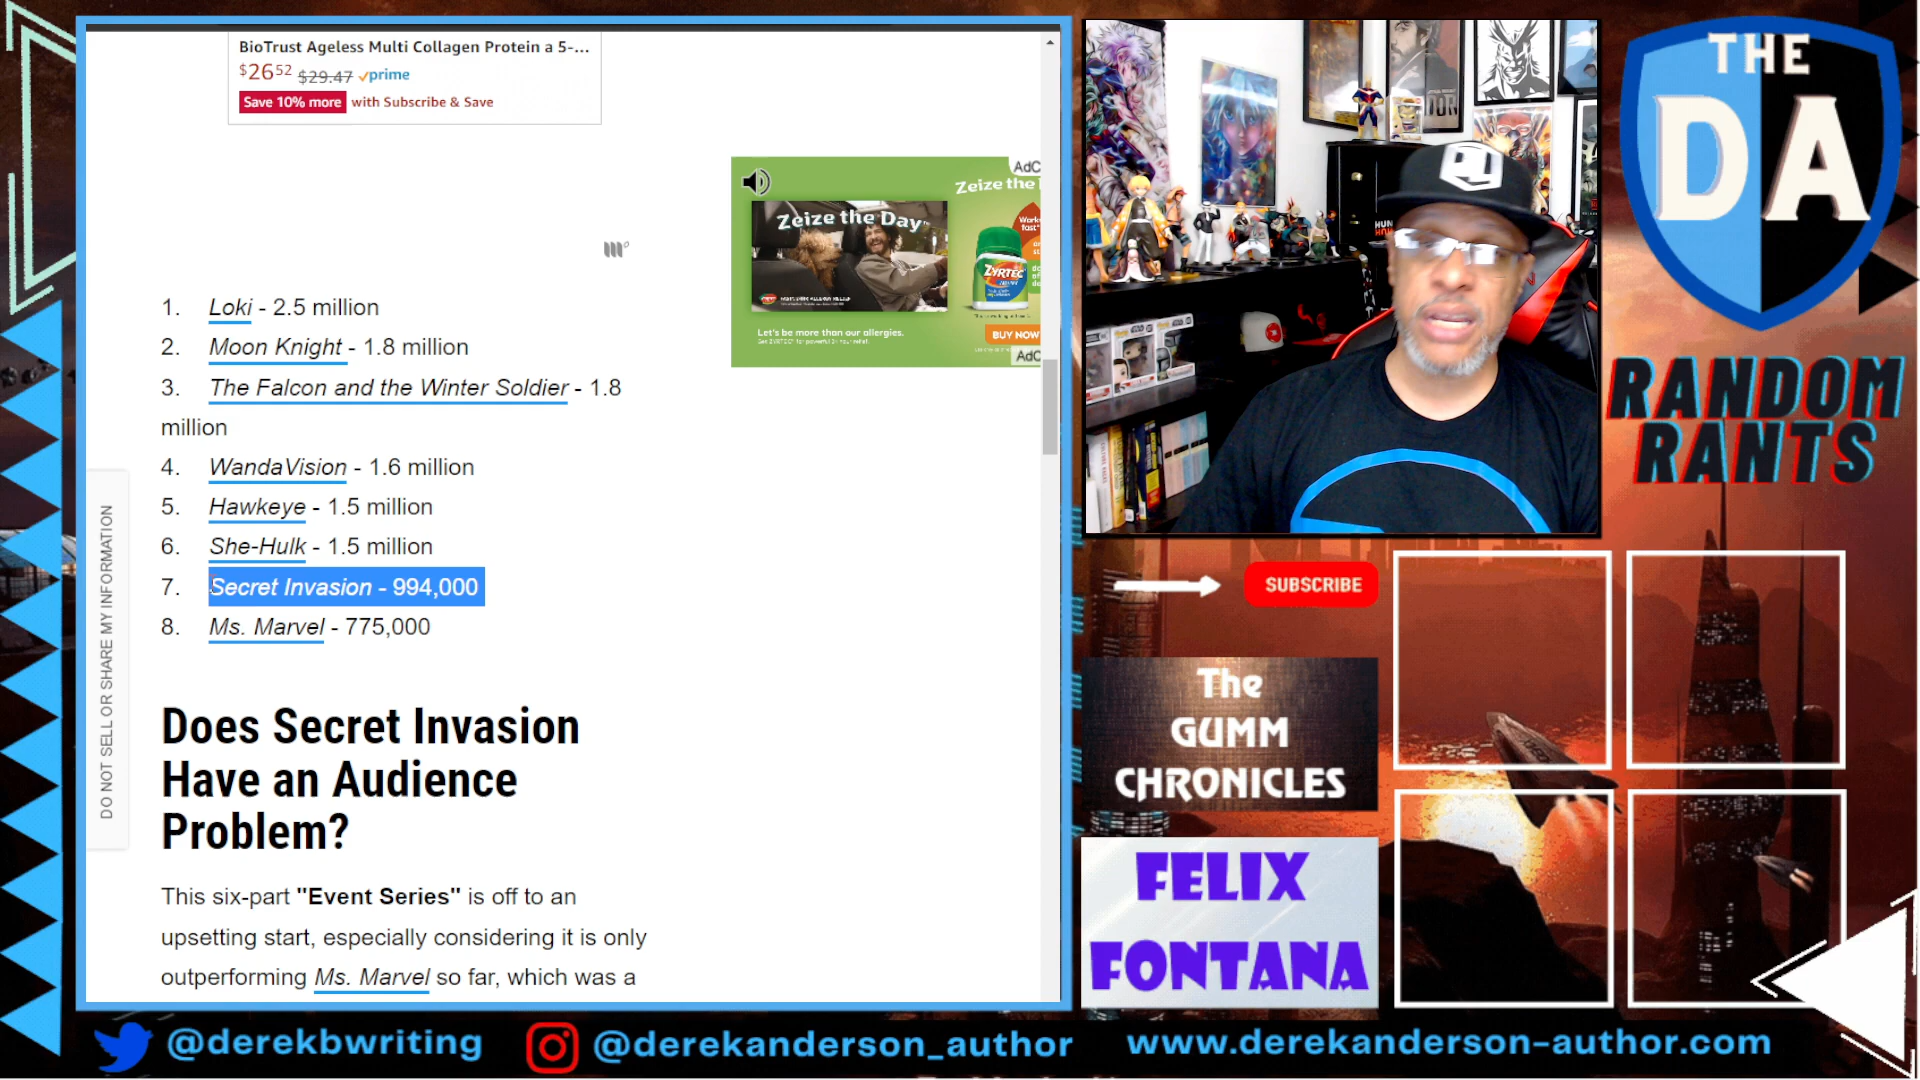 BioTrust Ageless Multi Collagen Protein a 5-...
$26 52 $29.47 prime
Save 10% more with Subscribe & Save
AdC
Zeize the
Zeize the Day
ZYRTEC
Let's be more than our allergies.
BUY NOW
AdC
1. Loki - 2.5 million
2. Moon Knight - 1.8 million
3. The Falcon and the Winter Soldier - 1.8
million
4. WandaVision - 1.6 million
5. Hawkeye - 1.5 million
6. She-Hulk - 1.5 million
7. Secret Invasion - 994,000
8. Ms. Marvel - 775,000
Does Secret Invasion
Have an Audience
Problem?
This six-part "Event Series" is off to an
upsetting start, especially considering it is only
outperforming Ms. Marvel so far, which was a
DO NOT SELL OR SHARE MY INFORMATION
THE
DA
RANDOM
RANTS
SUBSCRIBE
The
GUMM
CHRONICLES
FELIX
FONTANA
@derekbwriting @derekanderson_author www.derekanderson-author.com